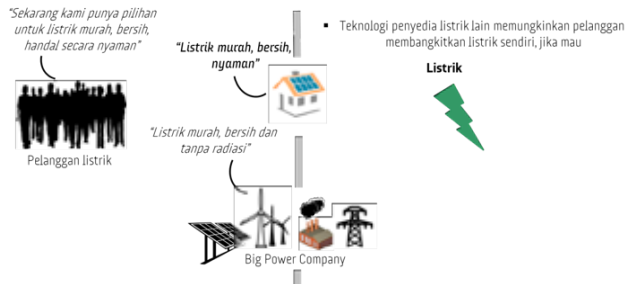 "Sekarang kami punya pilihan
untuk listrik murah, bersih,
handal secara nyaman"
Pelanggan listrik
"Listrik murah, bersih,
nyaman"
"Listrik murah, bersih dan
tanpa radiasi"
Big Power Company
▪ Teknologi penyedia listrik lain memungkinkan pelanggan
membangkitkan listrik sendiri, jika mau
Listrik